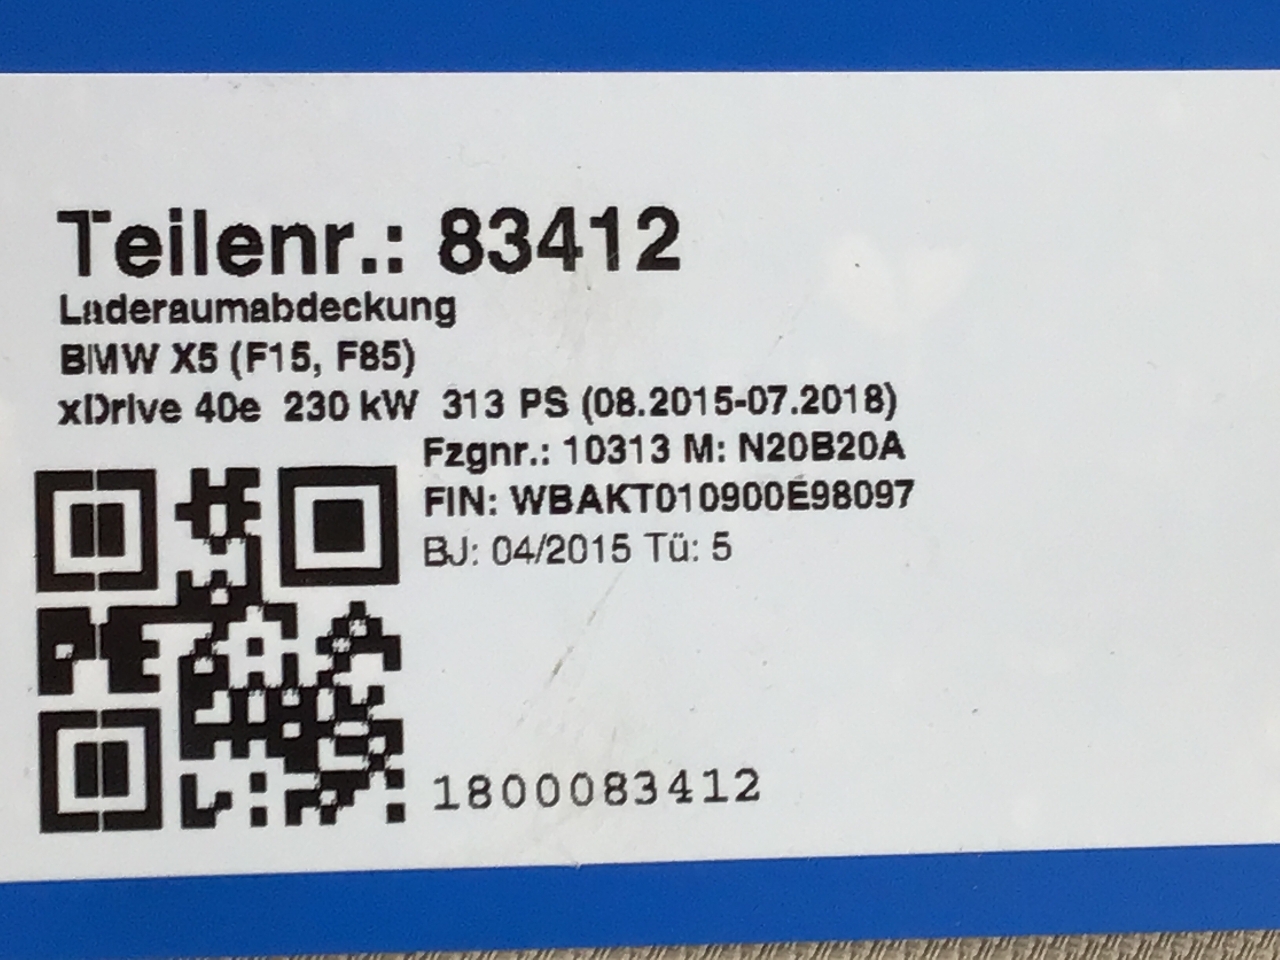 Teilenr.: 83412
Laderaumabdeckung
BMW X5 (F15, F85)
xDrive 40e 230 kW 313 PS (08.2015-07.2018)
Fzgnr.: 10313 M: N20B20A
FIN: WBAKT010900E98097
BJ: 04/2015 Tü: 5
1800083412